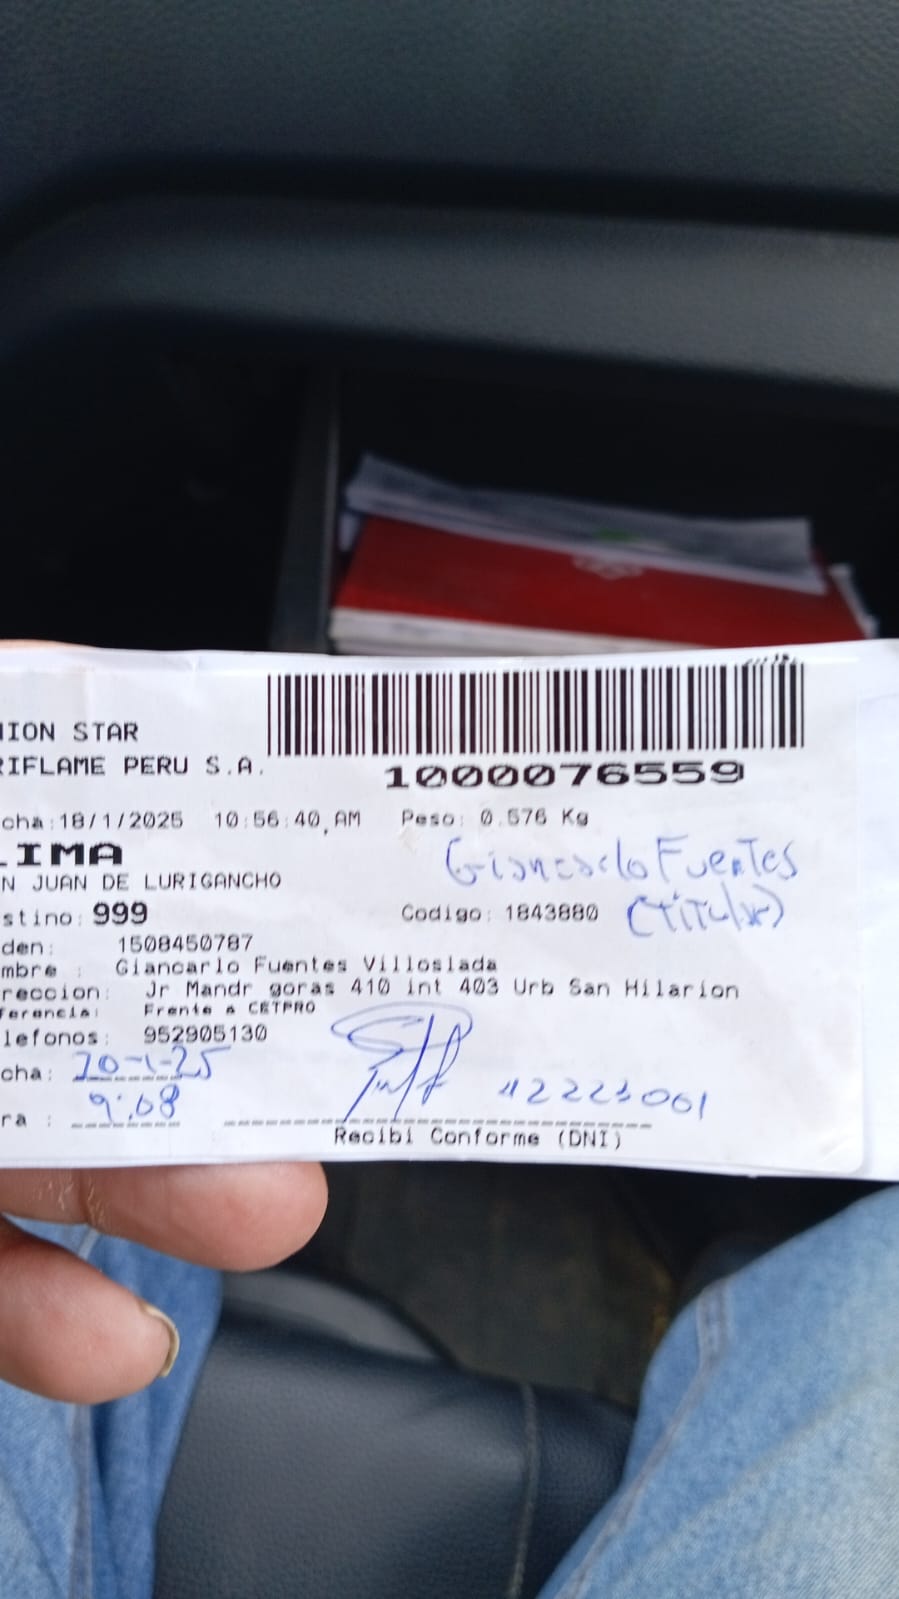 NION STAR
RIFLAME PERU S.A.
1000076559
cha:18/1/2025 10:56:40 AM Peso: 0.576 Kg
LIMA
Giancarlo Fuentes
N JUAN DE LURIGANCHO
(Titular)
stino: 999 Codigo: 1843880
den: 1508450787
mbre : Giancarlo Fuentes Villoslada
reccion: Jr Mandr goras 410 int 403 Urb San Hilarion
ferencia: Frente a CETPRO
lefonos: 952905130
cha: 20-1-25
ra : 9:08
42223001
Recibi Conforme (DNI)